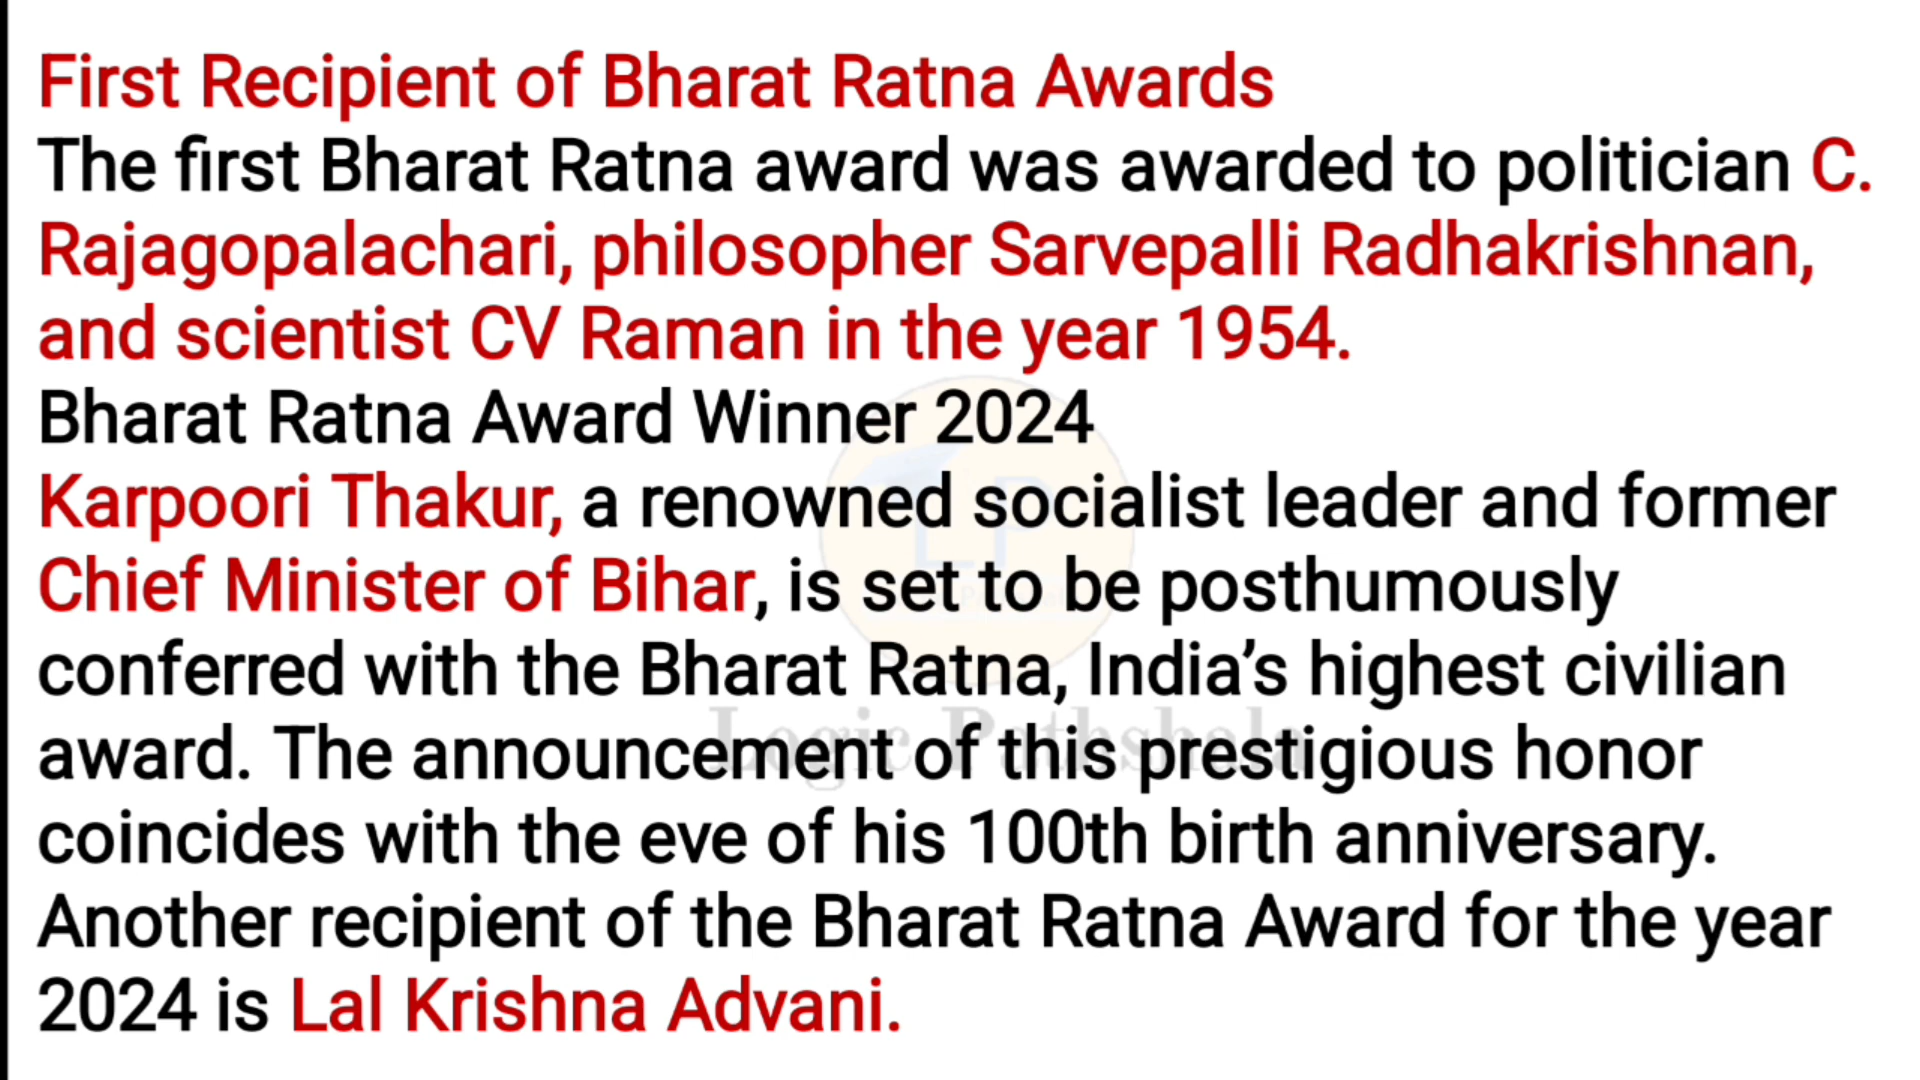 First Recipient of Bharat Ratna Awards
The first Bharat Ratna award was awarded to politician C.
Rajagopalachari, philosopher Sarvepalli Radhakrishnan,
and scientist CV Raman in the year 1954.
Bharat Ratna Award Winner 2024
Karpoori Thakur, a renowned socialist leader and former
Chief Minister of Bihar, is set to be posthumously
conferred with the Bharat Ratna, India’s highest civilian
award. The announcement of this prestigious honor
coincides with the eve of his 100th birth anniversary.
Another recipient of the Bharat Ratna Award for the year
2024 is Lal Krishna Advani.
LP
Logic Pathshala